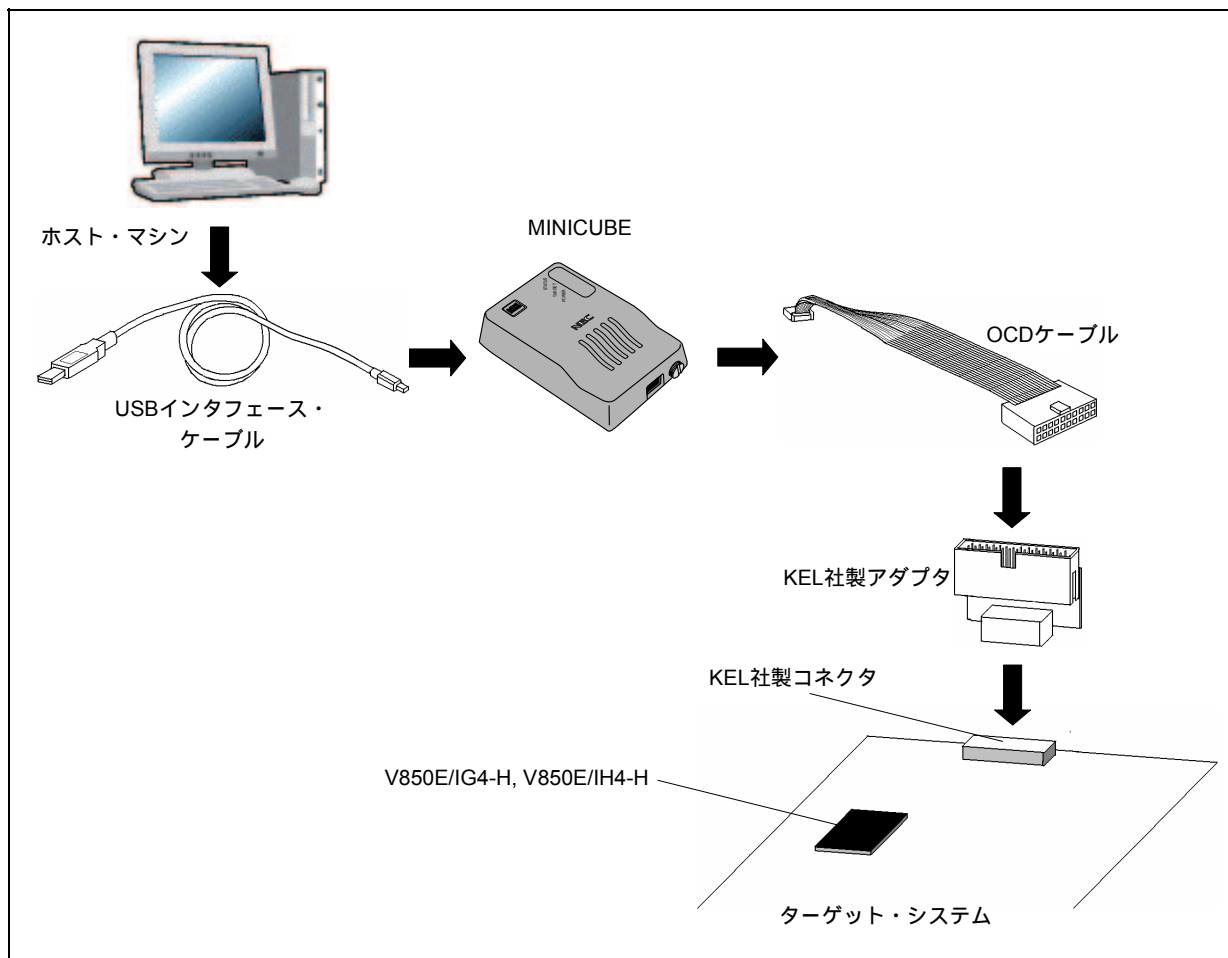 ホスト・マシン
MINICUBE
NEC
OCDケーブル
USBインタフェース・
ケーブル
KEL社製アダプタ
KEL社製コネクタ
V850E/IG4-H, V850E/IH4-H
ターゲット・システム